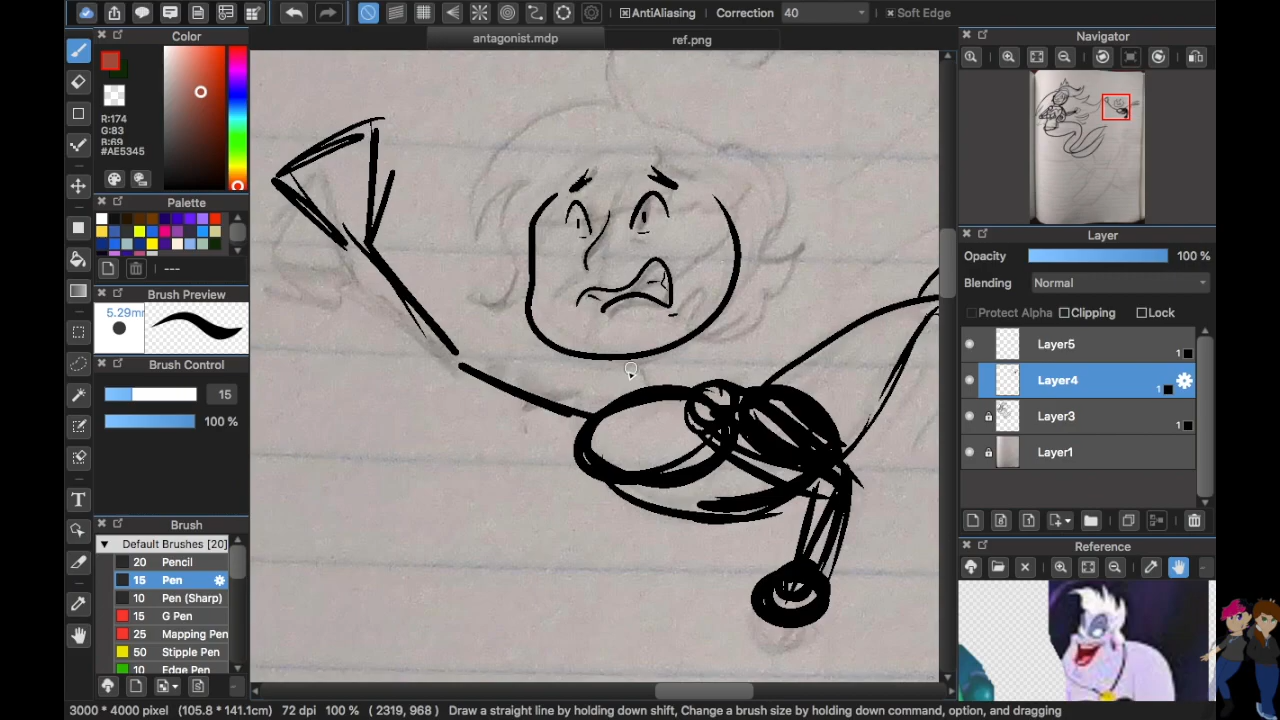 AntiAliasing Correction 40 Soft Edge
antagonist.mdp ref.png
Color
R:174
G:83
B:69
#AE5345
Palette
---
Brush Preview
5.29mm
Brush Control
15
100 %
Brush
Default Brushes [20]
20 Pencil
15 Pen
10 Pen (Sharp)
15 G Pen
25 Mapping Pen
50 Stipple Pen
10 Edge Pen
T
Navigator
Layer
Opacity 100 %
Blending Normal
Protect Alpha Clipping Lock
Layer5
1
Layer4
1
Layer3
1
Layer1
Reference
3000 * 4000 pixel (105.8 * 141.1cm) 72 dpi 100 % ( 2319, 968 ) Draw a straight line by holding down shift, Change a brush size by holding down command, option, and dragging